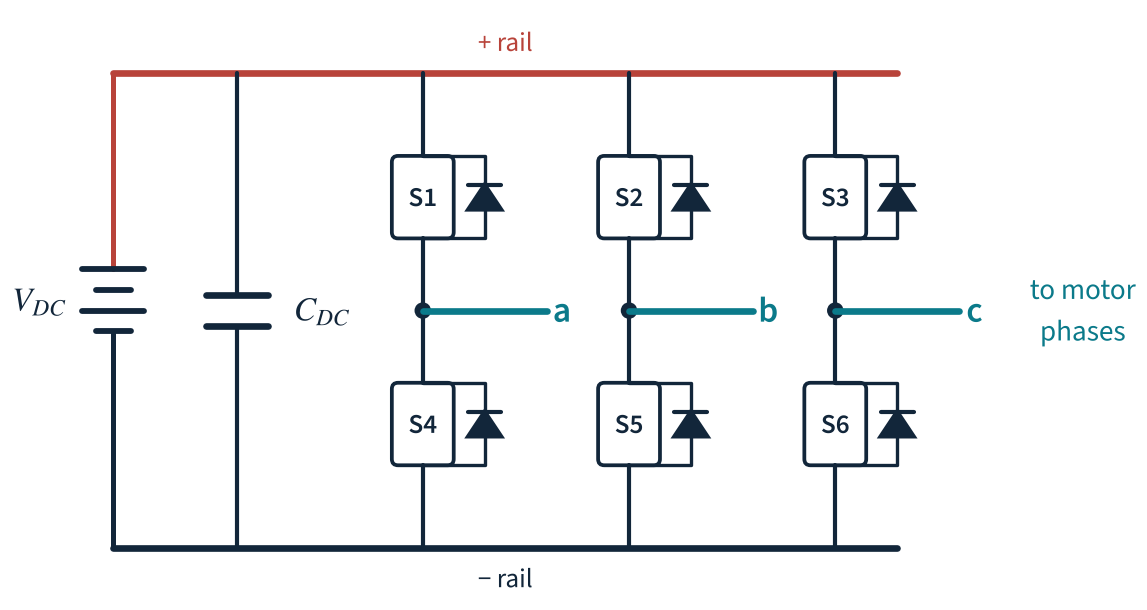 + rail
S1
S2
S3
V_DC
C_DC
a
b
c
to motor
phases
S4
S5
S6
− rail